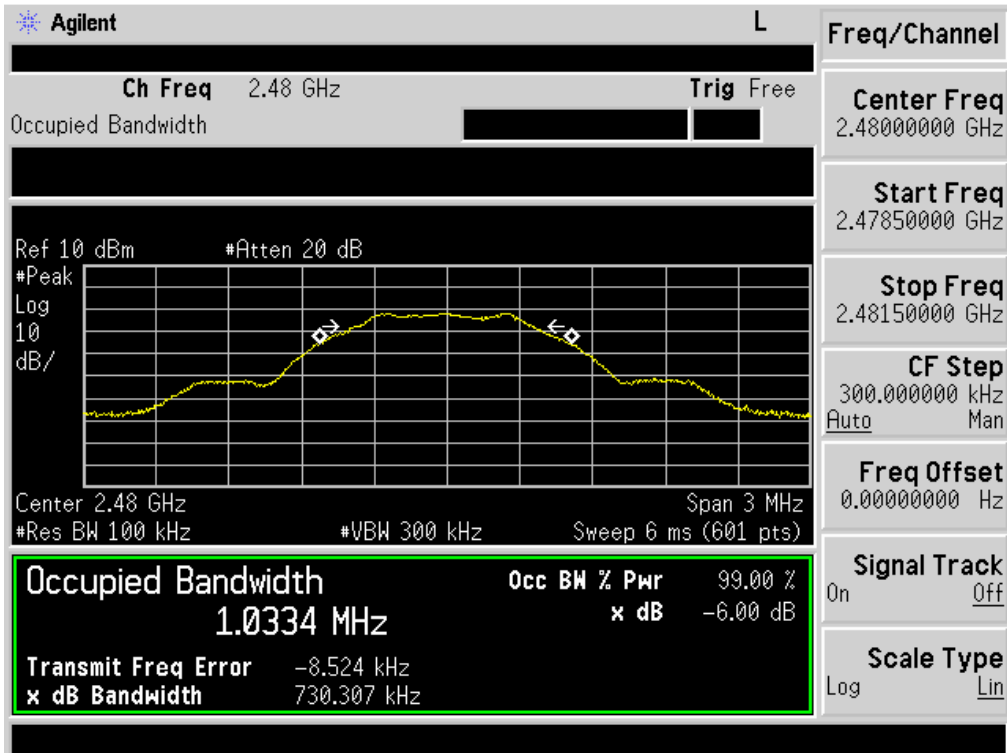 Agilent L
Ch Freq 2.48 GHz Trig Free
Occupied Bandwidth
Ref 10 dBm #Atten 20 dB
#Peak
Log
10
dB/
Center 2.48 GHz Span 3 MHz
#Res BW 100 kHz #VBW 300 kHz Sweep 6 ms (601 pts)
Occupied Bandwidth Occ BW % Pwr 99.00 %
1.0334 MHz x dB -6.00 dB
Transmit Freq Error -8.524 kHz
x dB Bandwidth 730.307 kHz
Freq/Channel
Center Freq
2.48000000 GHz
Start Freq
2.47850000 GHz
Stop Freq
2.48150000 GHz
CF Step
300.000000 kHz
Auto Man
Freq Offset
0.00000000 Hz
Signal Track
On Off
Scale Type
Log Lin